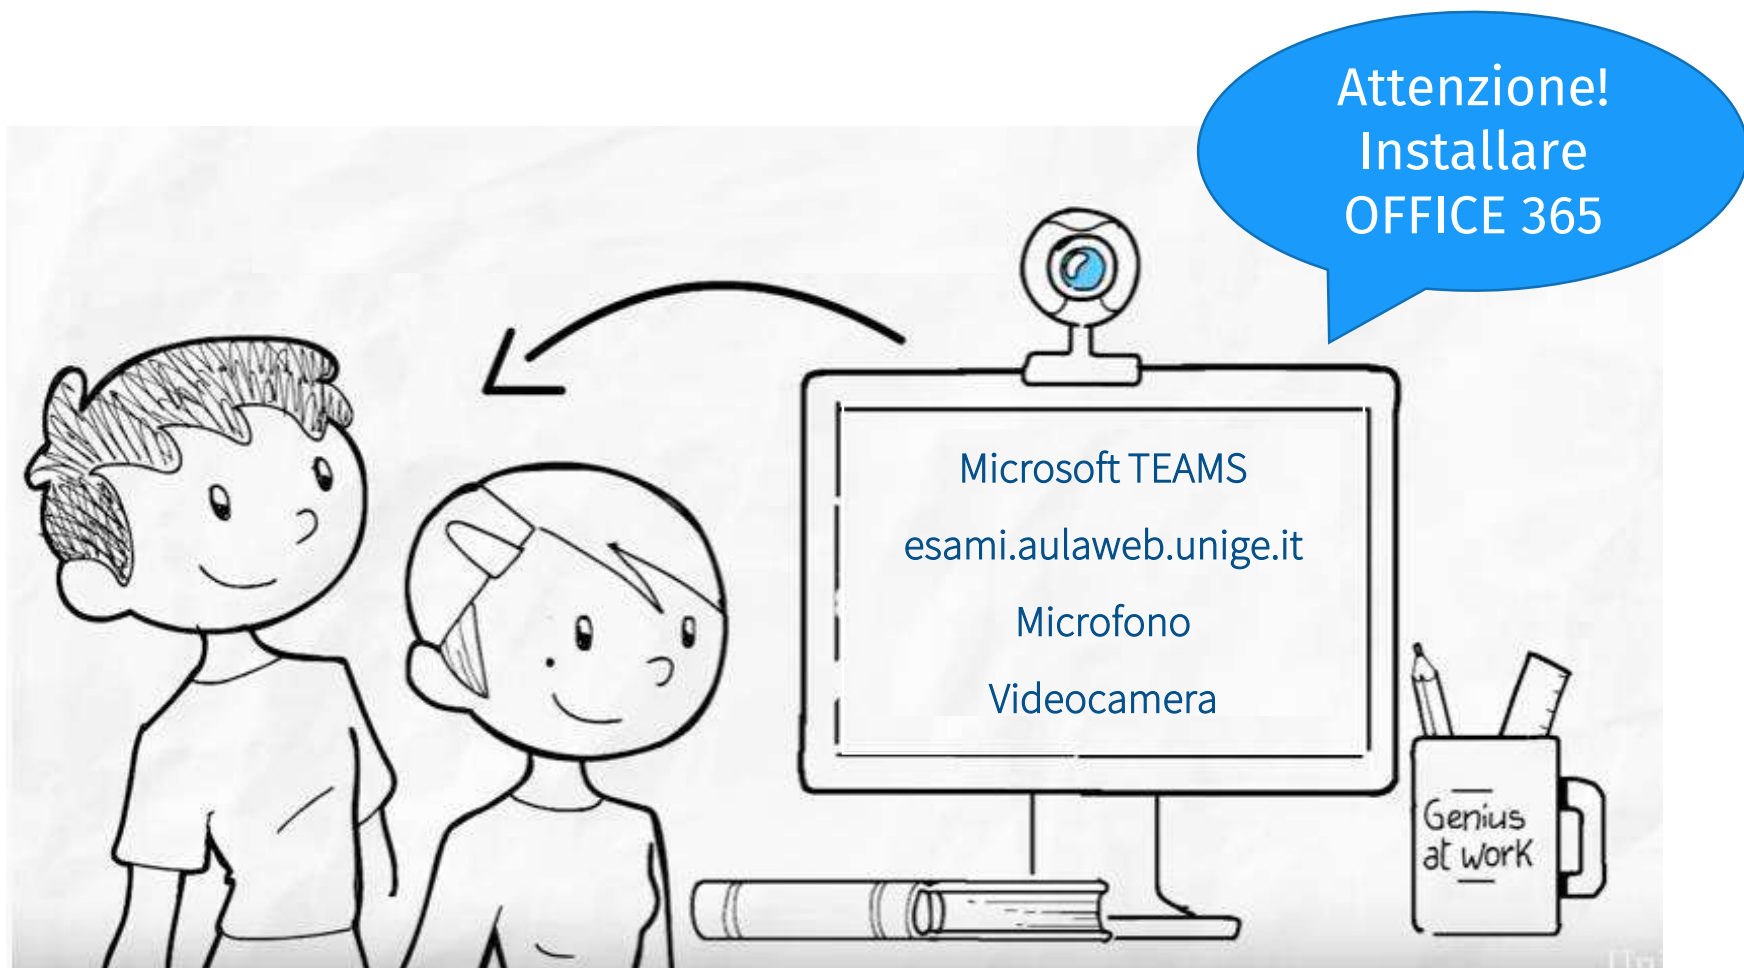 Attenzione!
Installare
OFFICE 365
Microsoft TEAMS
esami.aulaweb.unige.it
Microfono
Videocamera
Genius
at work